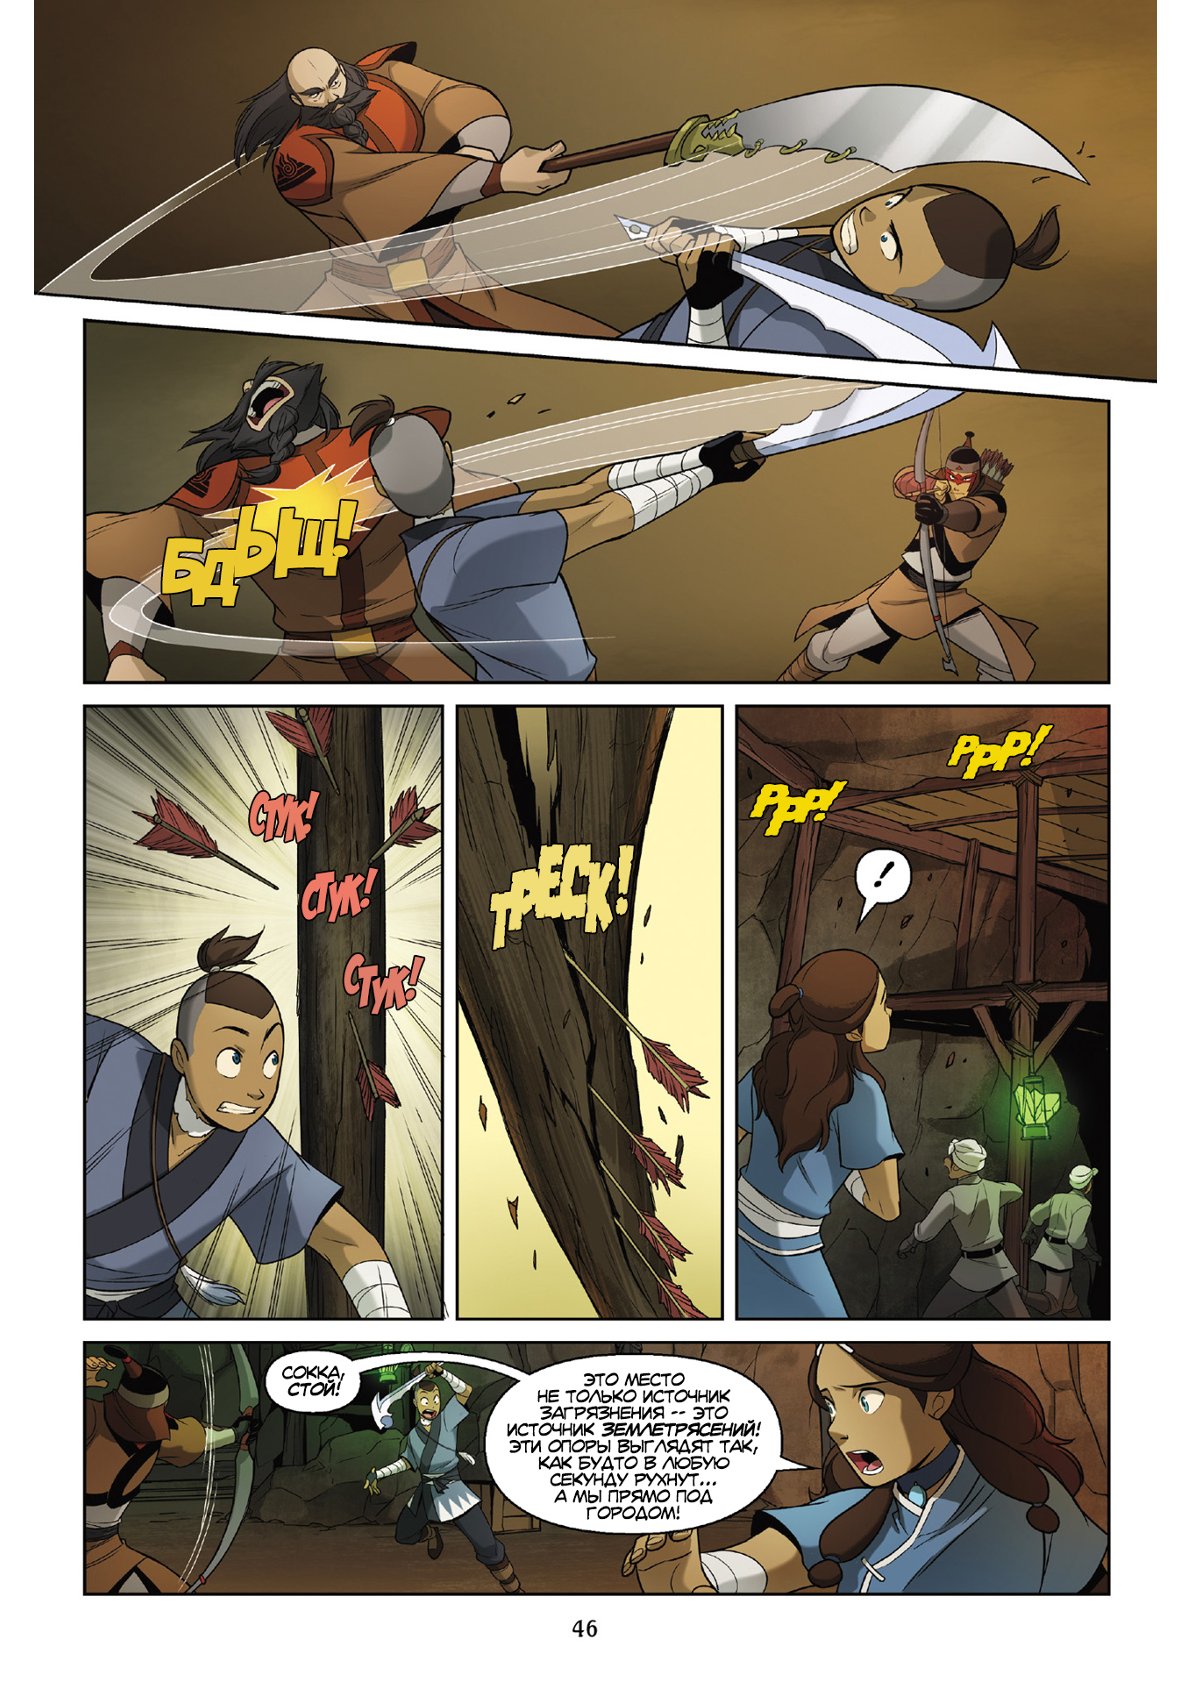 БДЫЩ!
СТУК!
СТУК!
СТУК!
ТРЕСК!
РРР!
РРР!
!
СОККА,
СТОЙ!
ЭТО МЕСТО
НЕ ТОЛЬКО ИСТОЧНИК
ЗАГРЯЗНЕНИЯ -- ЭТО
ИСТОЧНИК ЗЕМЛЕТРЯСЕНИЙ!
ЭТИ ОПОРЫ ВЫГЛЯДЯТ ТАК,
КАК БУДТО В ЛЮБУЮ
СЕКУНДУ РУХНУТ...
А МЫ ПРЯМО ПОД
ГОРОДОМ!
46